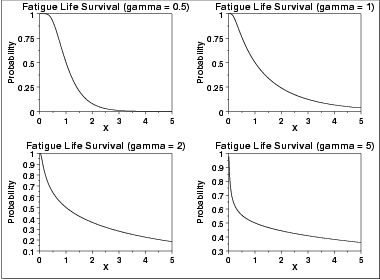 Fatigue Life Survival (gamma = 0.5)
1
0.75
0.5
0.25
0
Probability
0 1 2 3 4 5
X
Fatigue Life Survival (gamma = 1)
1
0.75
0.5
0.25
0
Probability
0 1 2 3 4 5
X
Fatigue Life Survival (gamma = 2)
1
0.9
0.8
0.7
0.6
0.5
0.4
0.3
0.2
0.1
Probability
0 1 2 3 4 5
X
Fatigue Life Survival (gamma = 5)
1
0.9
0.8
0.7
0.6
0.5
0.4
0.3
Probability
0 1 2 3 4 5
X